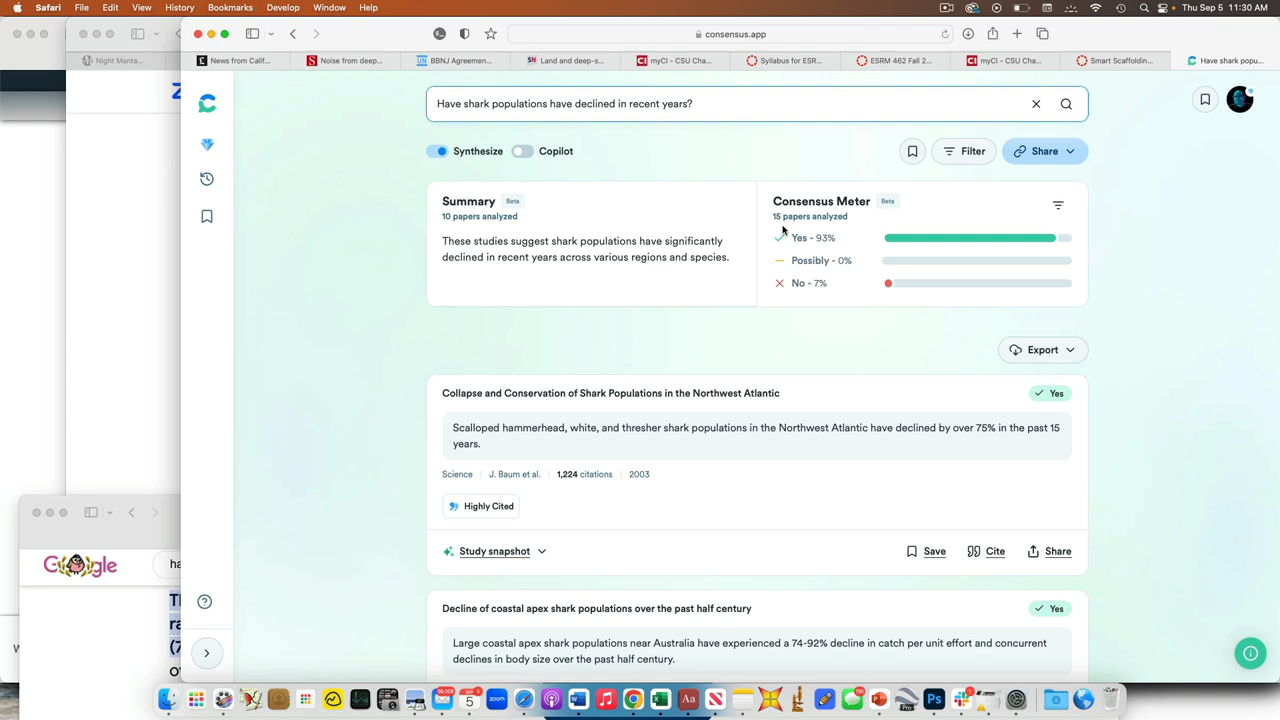 Safari File Edit View History Bookmarks Develop Window Help Thu Sep 5 11:30 AM
consensus.app
Night Manta... News from Calif... Noise from deep... BBNJ Agreemen... Land and deep-s... myCI - CSU Cha... Syllabus for ESR... ESRM 462 Fall 2... myCI - CSU Cha... Smart Scaffoldin... Have shark popu...
Have shark populations have declined in recent years?
Synthesize Copilot Filter Share
Summary Beta
10 papers analyzed
These studies suggest shark populations have significantly
declined in recent years across various regions and species.
Consensus Meter Beta
15 papers analyzed
Yes - 93%
Possibly - 0%
No - 7%
Export
Collapse and Conservation of Shark Populations in the Northwest Atlantic Yes
Scalloped hammerhead, white, and thresher shark populations in the Northwest Atlantic have declined by over 75% in the past 15
years.
Science J. Baum et al. 1,224 citations 2003
Highly Cited
Study snapshot Save Cite Share
Decline of coastal apex shark populations over the past half century Yes
Large coastal apex shark populations near Australia have experienced a 74-92% decline in catch per unit effort and concurrent
declines in body size over the past half century.
Google ha
zoom